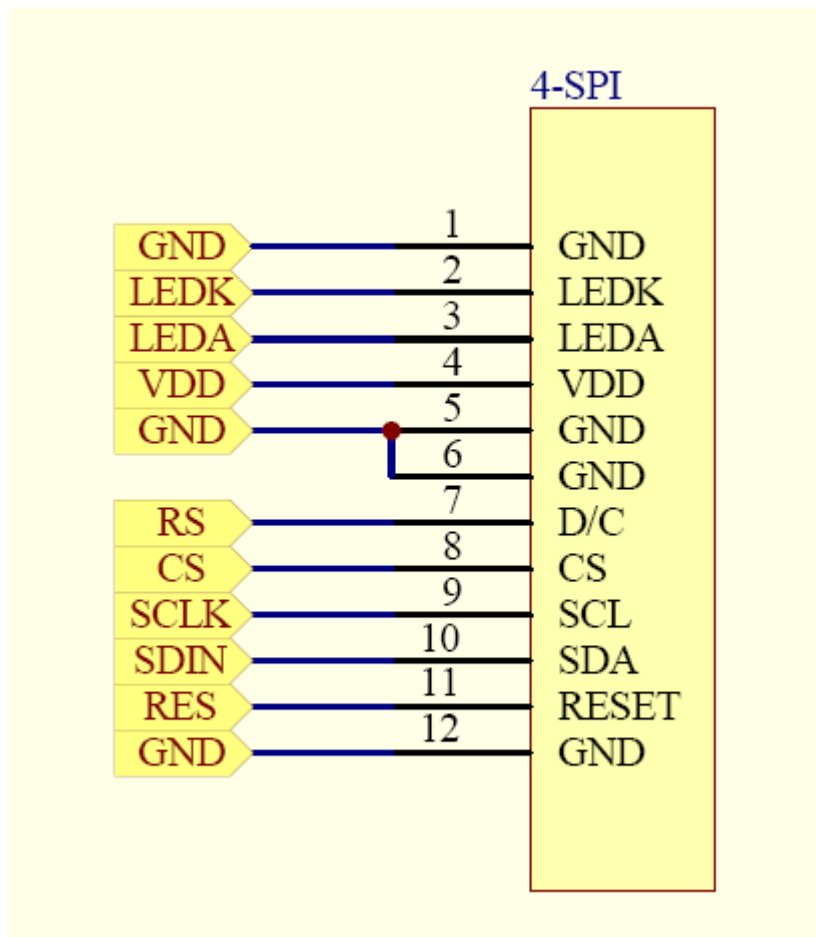 4-SPI
GND 1 GND
LEDK 2 LEDK
LEDA 3 LEDA
VDD 4 VDD
GND 5 GND
6 GND
RS 7 D/C
CS 8 CS
SCLK 9 SCL
SDIN 10 SDA
RES 11 RESET
GND 12 GND